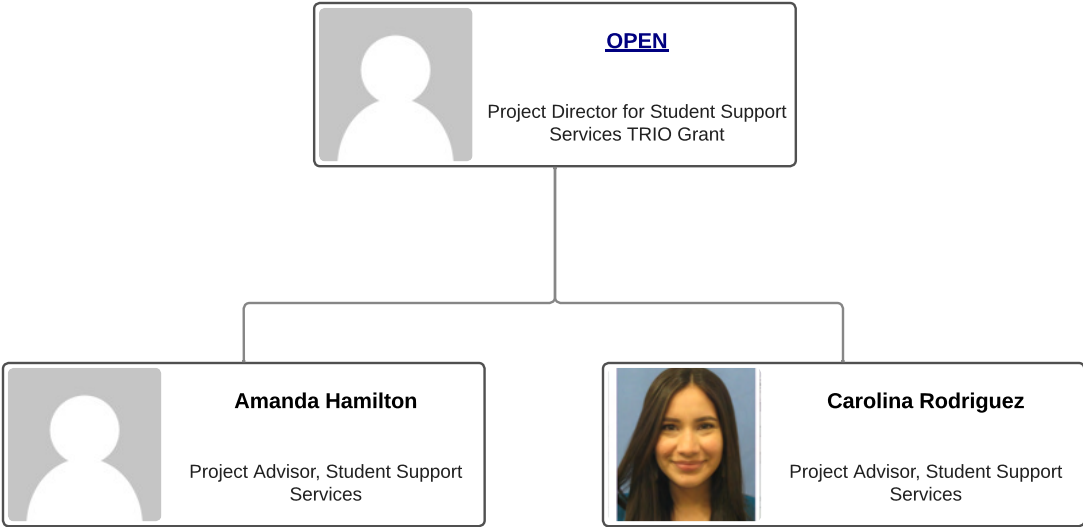 OPEN
Project Director for Student Support
Services TRIO Grant
Amanda Hamilton
Project Advisor, Student Support
Services
Carolina Rodriguez
Project Advisor, Student Support
Services